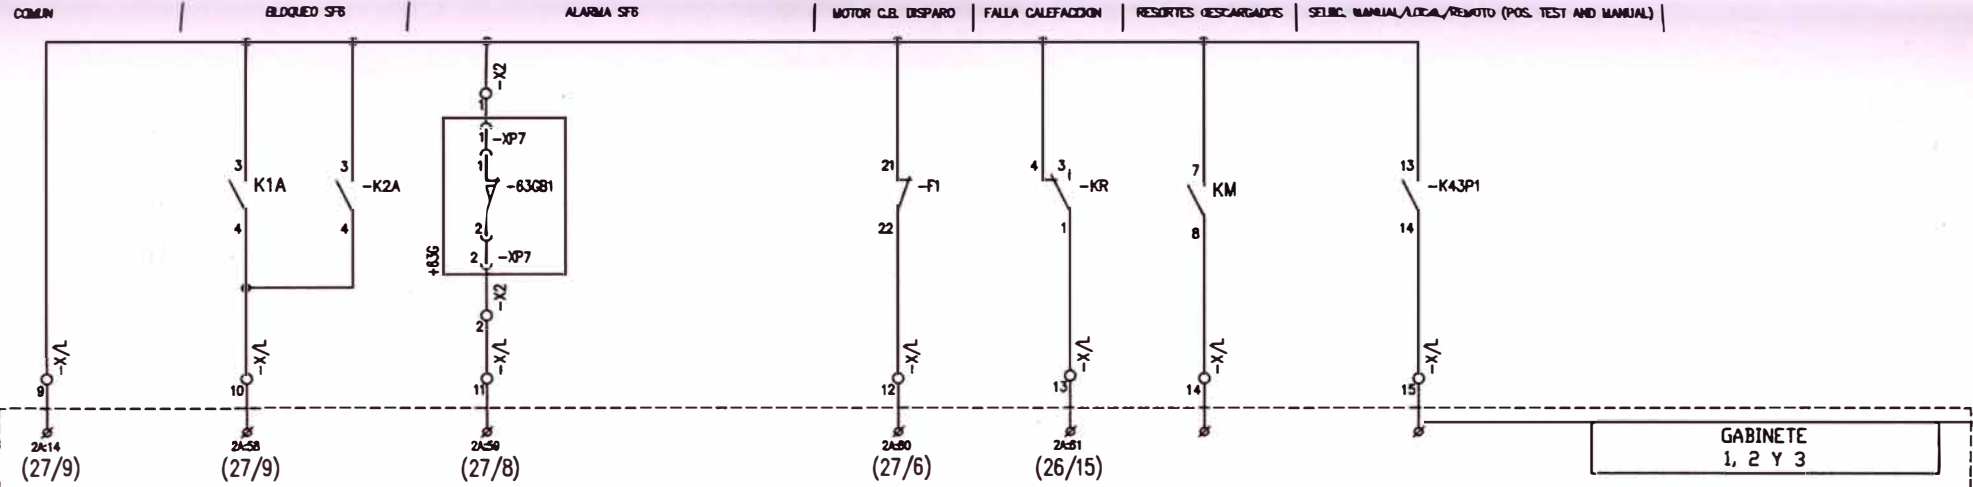 COMUN
BLOQUEO SF6
ALARMA SF6
MOTOR C.B. DISPARO
FALLA CALEFACCION
RESORTES DESCARGADOS
SELEC. MANUAL/LOCAL/REMOTO (POS. TEST AND MANUAL)
-X2
1
1
-XP7
1
-63GB1
2
2
-XP7
+63G
-X2
2
3
K1A
4
3
-K2A
4
21
-F1
22
4
3
-KR
1
7
KM
8
13
-K43P1
14
-X/L
-X/L
-X/L
-X/L
-X/L
-X/L
-X/L
9
10
11
12
13
14
15
2A:14
2A:58
2A:59
2A:60
2A:61
(27/9)
(27/9)
(27/8)
(27/6)
(26/15)
GABINETE
1, 2 Y 3